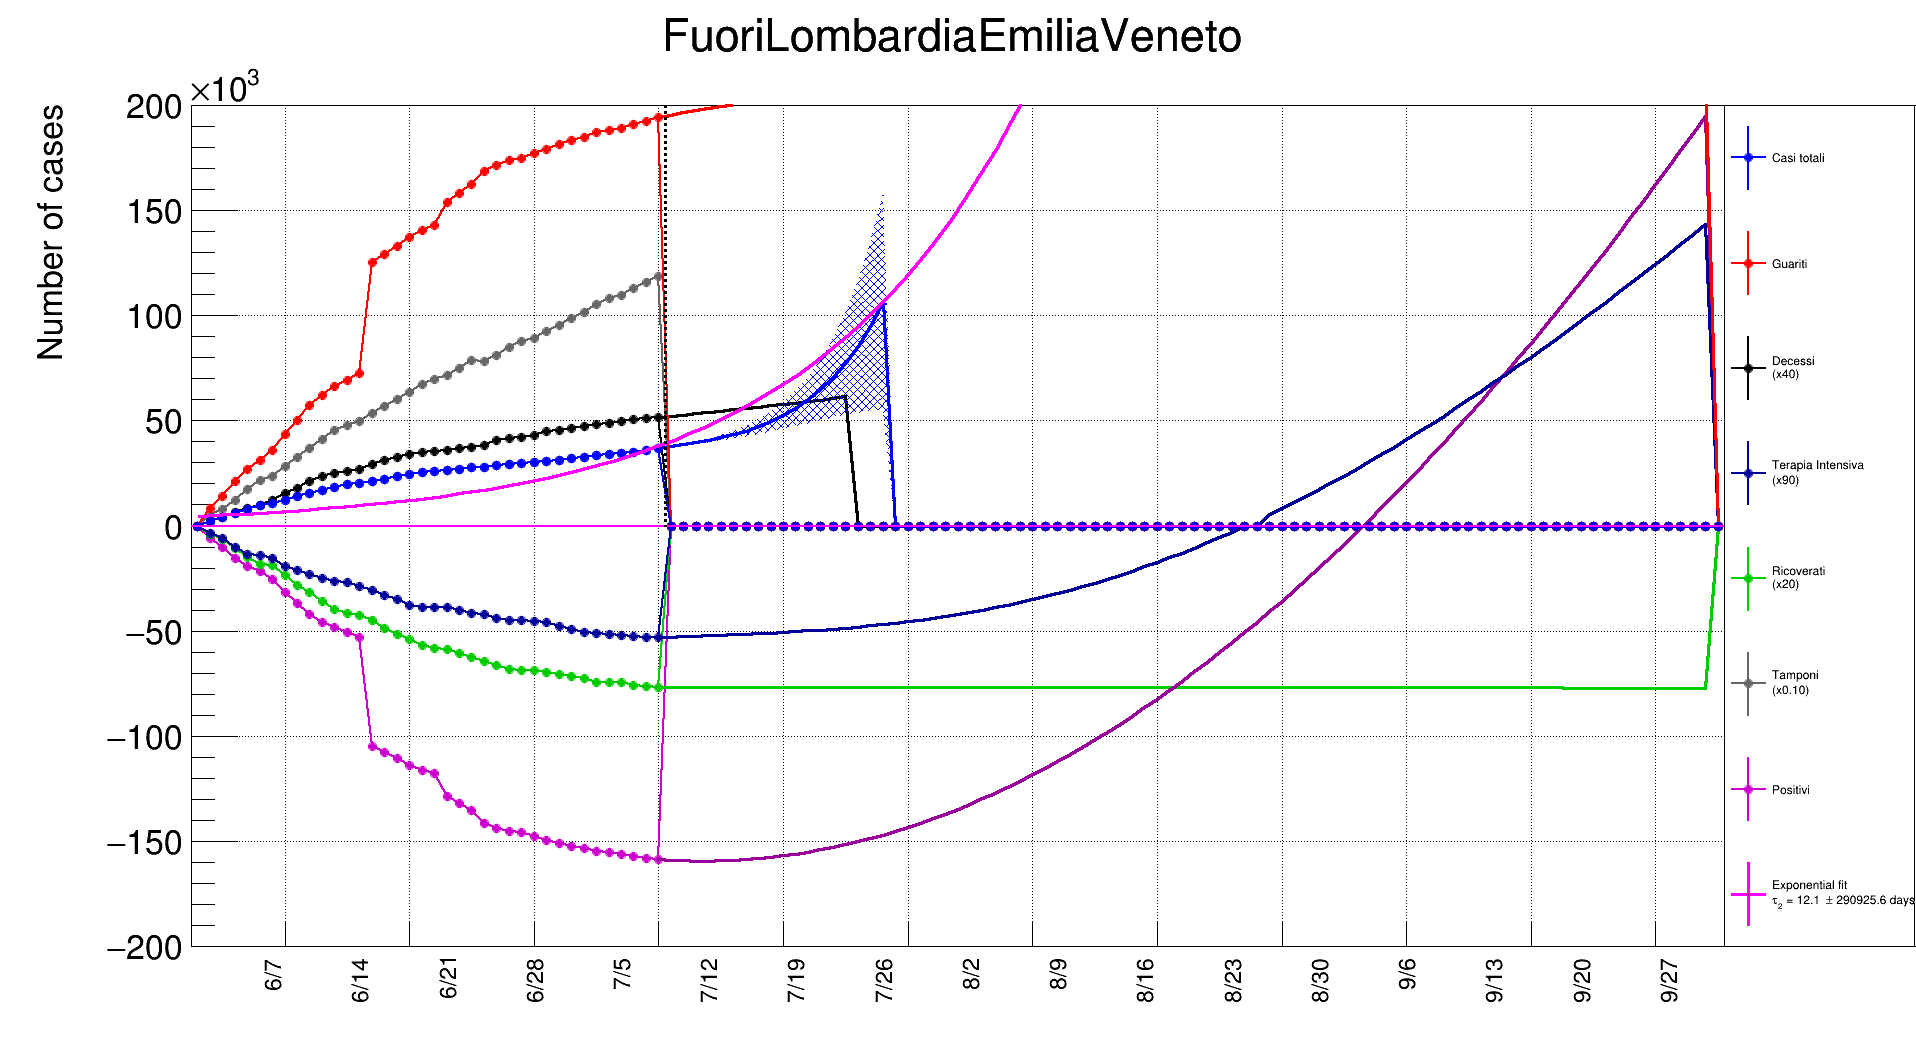 FuoriLombardiaEmiliaVeneto
×10³
Number of cases
200
150
100
50
0
−50
−100
−150
−200
6/7
6/14
6/21
6/28
7/5
7/12
7/19
7/26
8/2
8/9
8/16
8/23
8/30
9/6
9/13
9/20
9/27
Casi totali
Guariti
Decessi
(x40)
Terapia Intensiva
(x90)
Ricoverati
(x20)
Tamponi
(x0.10)
Positivi
Exponential fit
τ₂ = 12.1 ± 290925.6 days